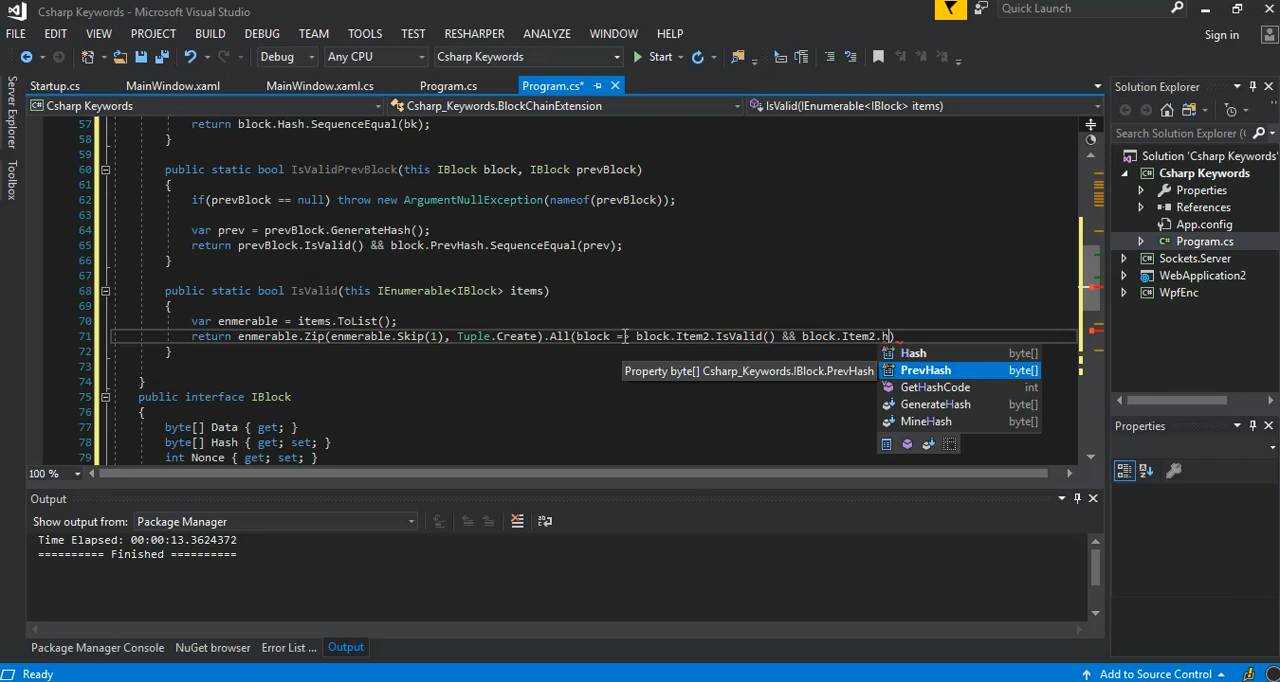 Csharp Keywords - Microsoft Visual Studio
Quick Launch
FILE EDIT VIEW PROJECT BUILD DEBUG TEAM TOOLS TEST RESHARPER ANALYZE WINDOW HELP
Sign in
Debug Any CPU Csharp Keywords Start
Startup.cs MainWindow.xaml MainWindow.xaml.cs Program.cs Program.cs*
Csharp Keywords Csharp_Keywords.BlockChainExtension IsValid(IEnumerable<IBlock> items)
Server Explorer
Toolbox
57 return block.Hash.SequenceEqual(bk);
58 }
59
60 public static bool IsValidPrevBlock(this IBlock block, IBlock prevBlock)
61 {
62 if(prevBlock == null) throw new ArgumentNullException(nameof(prevBlock));
63
64 var prev = prevBlock.GenerateHash();
65 return prevBlock.IsValid() && block.PrevHash.SequenceEqual(prev);
66 }
67
68 public static bool IsValid(this IEnumerable<IBlock> items)
69 {
70 var enmerable = items.ToList();
71 return enmerable.Zip(enmerable.Skip(1), Tuple.Create).All(block => block.Item2.IsValid() && block.Item2.h)
72 }
73
74 }
75 public interface IBlock
76 {
77 byte[] Data { get; }
78 byte[] Hash { get; set; }
79 int Nonce { get; set; }
Hash byte[]
PrevHash byte[]
GetHashCode int
GenerateHash byte[]
MineHash byte[]
Property byte[] Csharp_Keywords.IBlock.PrevHash
100 %
Solution Explorer
Search Solution Explorer
Solution 'Csharp Keywords'
Csharp Keywords
Properties
References
App.config
Program.cs
Sockets.Server
WebApplication2
WpfEnc
Properties
Output
Show output from: Package Manager
Time Elapsed: 00:00:13.3624372
========== Finished ==========
Package Manager Console NuGet browser Error List ... Output
Ready
Add to Source Control